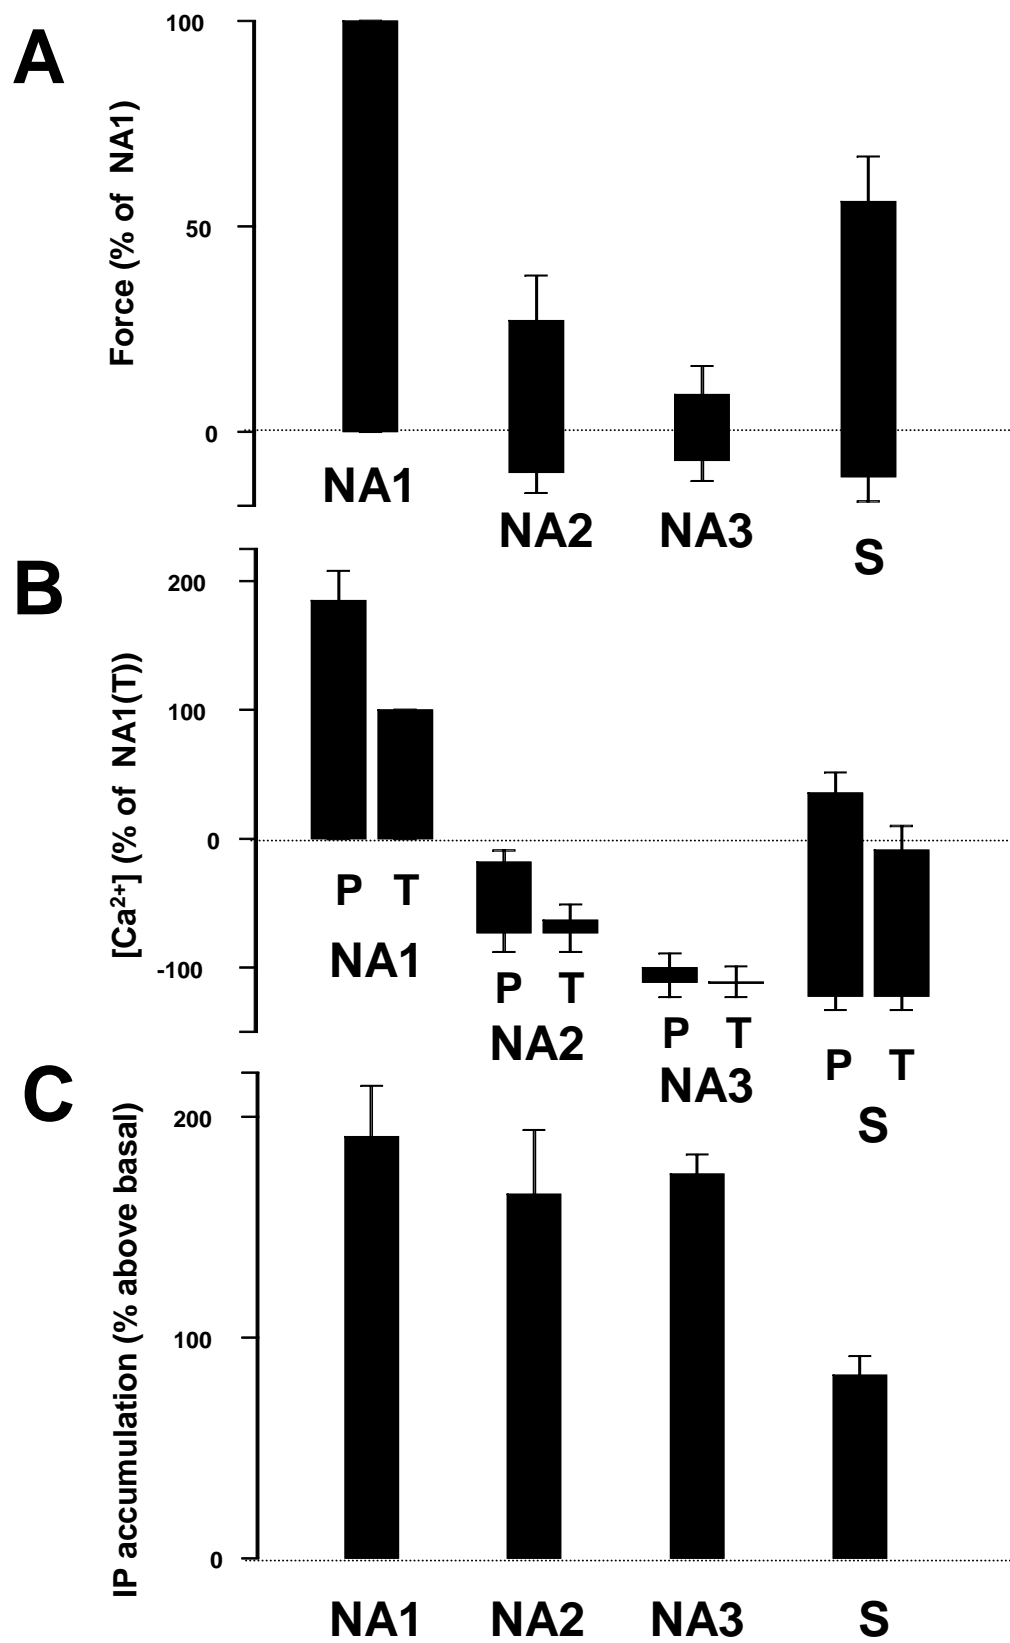 A
Force (% of NA1)
100
50
0
NA1
NA2
NA3
S
B
[Ca²⁺] (% of NA1(T))
200
100
0
-100
P T
NA1
P T
NA2
P T
NA3
P T
S
C
IP accumulation (% above basal)
200
100
0
NA1 NA2 NA3 S